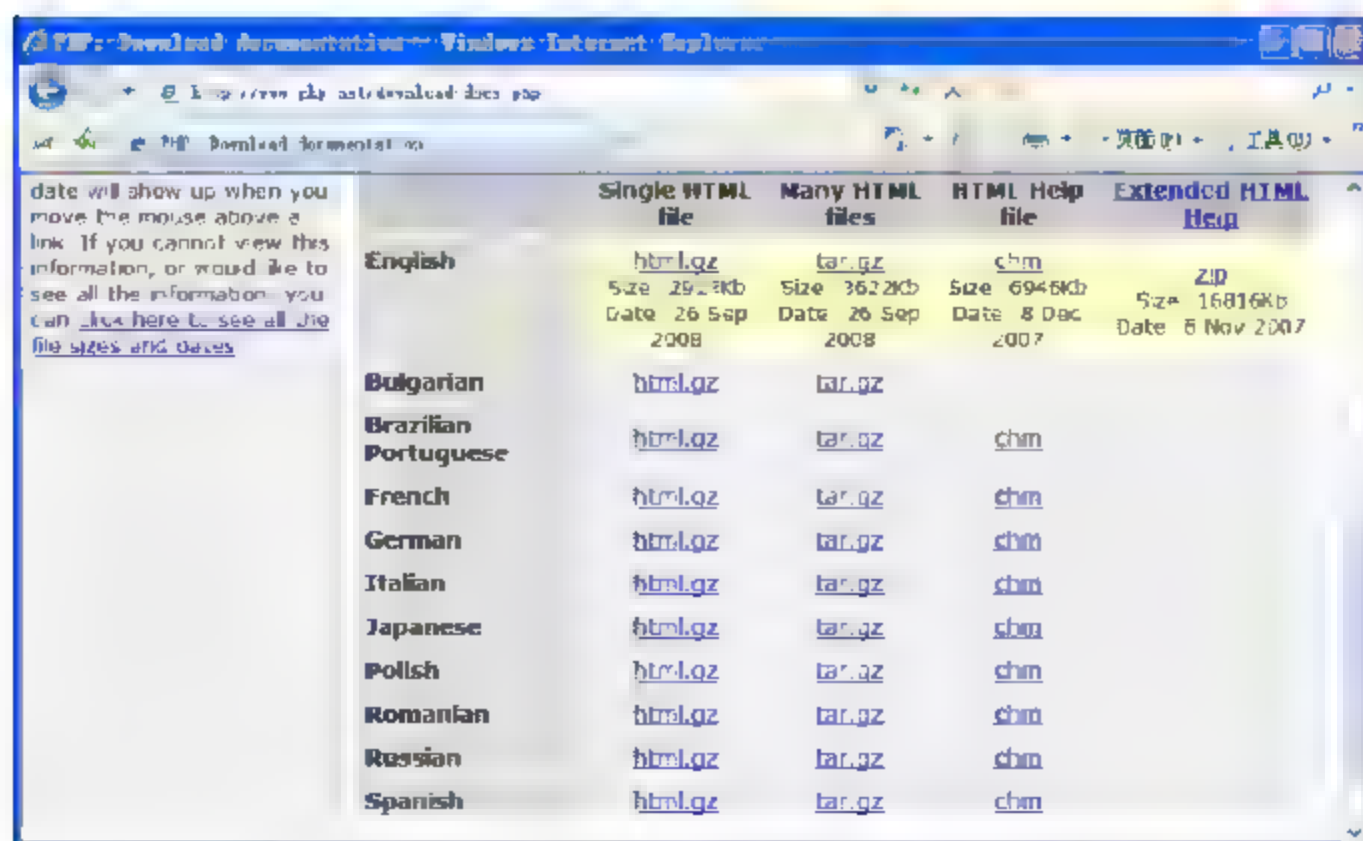 PHP: Download documentation - Windows Internet Explorer
PHP: Download documentation
date will show up when you
move the mouse above a
link. If you cannot view this
information, or would like to
see all the information, you
can click here to see all the
file sizes and dates
Single HTML file
Many HTML files
HTML Help file
Extended HTML Help
English
html.gz
Size
Date 26 Sep 2008
tar.gz
Size 3622Kb
Date 26 Sep 2008
chm
Size 6946Kb
Date 8 Dec 2007
zip
Size 16816Kb
Date Nov 2007
Bulgarian html.gz tar.gz
Brazilian Portuguese html.gz tar.gz chm
French html.gz tar.gz chm
German html.gz tar.gz chm
Italian html.gz tar.gz chm
Japanese html.gz tar.gz chm
Polish html.gz tar.gz chm
Romanian html.gz tar.gz chm
Russian html.gz tar.gz chm
Spanish html.gz tar.gz chm